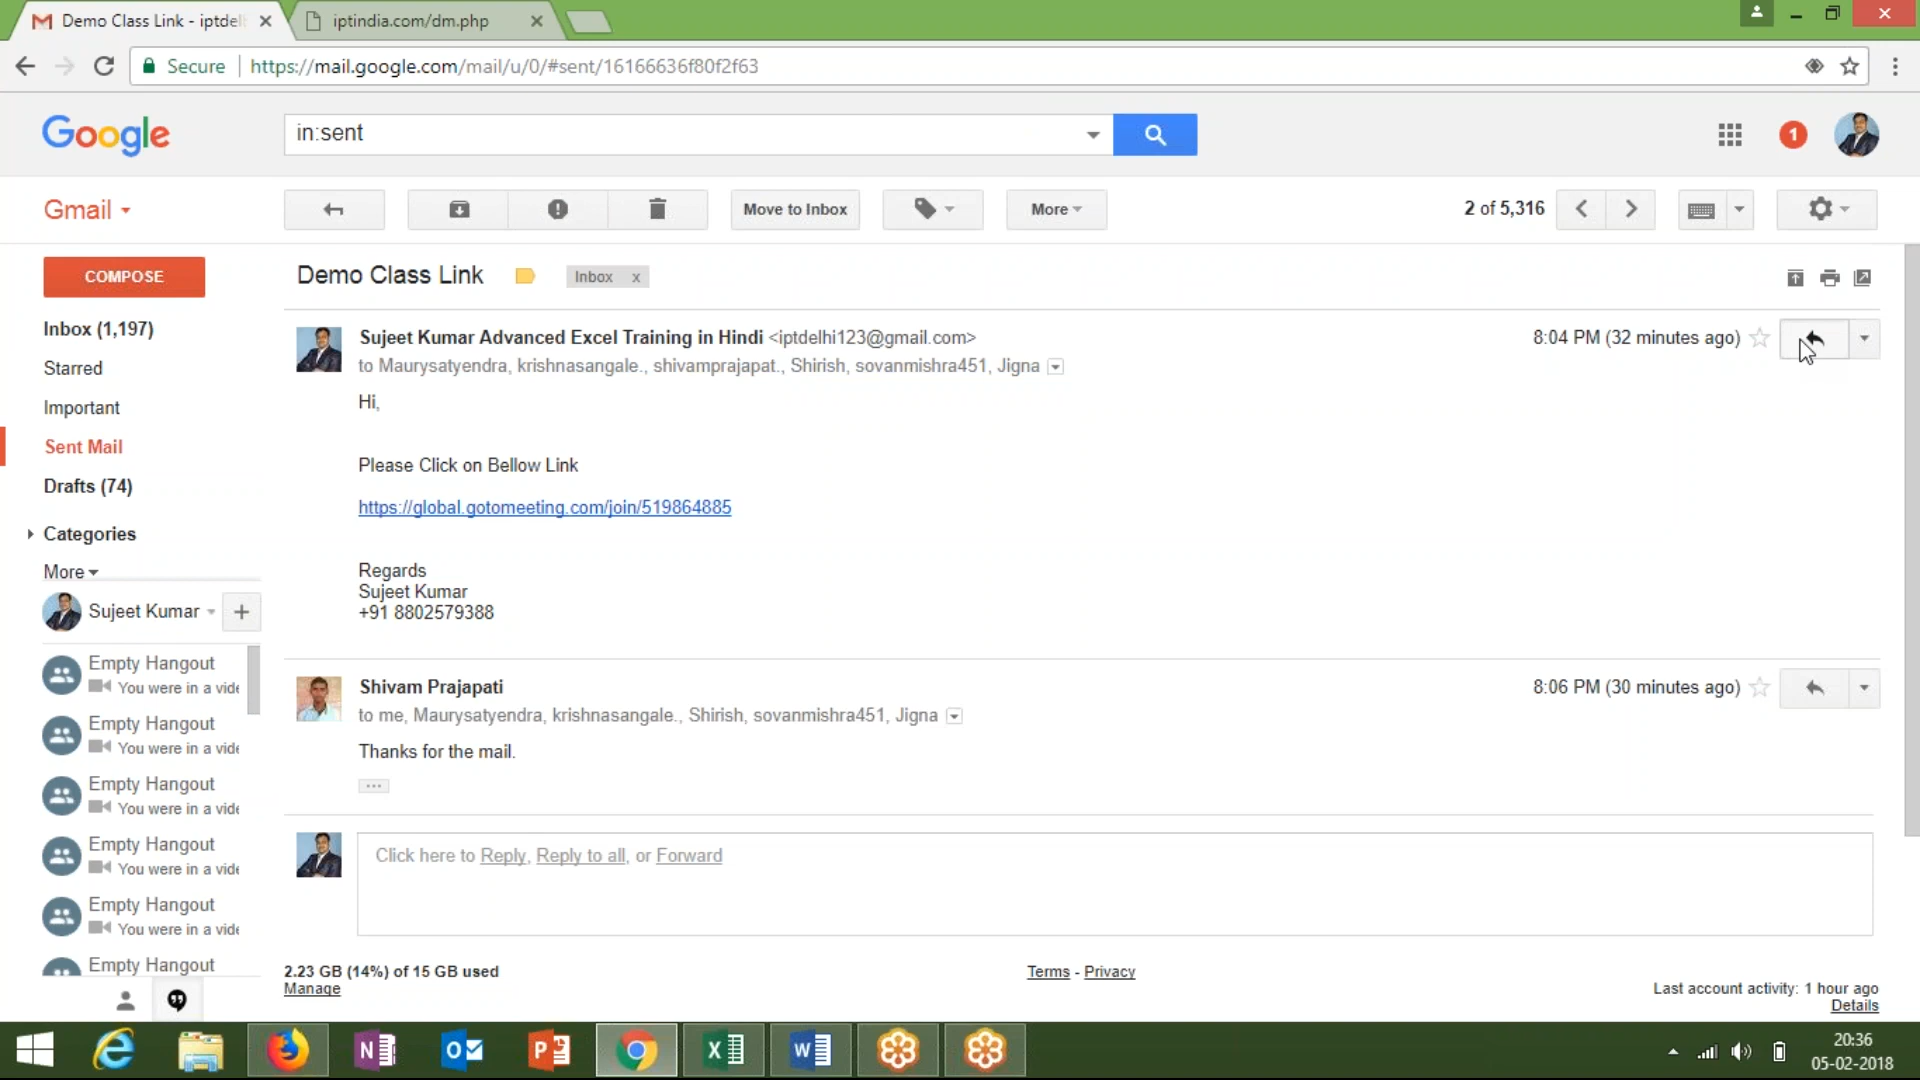 Demo Class Link - iptdel
iptindia.com/dm.php
Secure
https://mail.google.com/mail/u/0/#sent/16166636f80f2f63
Google
in:sent
1
Gmail
Move to Inbox
More
2 of 5,316
COMPOSE
Demo Class Link
Inbox x
Inbox (1,197)
Starred
Important
Sent Mail
Drafts (74)
Categories
More
Sujeet Kumar
Empty Hangout
You were in a vide
Empty Hangout
You were in a vide
Empty Hangout
You were in a vide
Empty Hangout
You were in a vide
Empty Hangout
You were in a vide
Empty Hangout
Sujeet Kumar Advanced Excel Training in Hindi <iptdelhi123@gmail.com>
8:04 PM (32 minutes ago)
to Maurysatyendra, krishnasangale., shivamprajapat., Shirish, sovanmishra451, Jigna
Hi,
Please Click on Bellow Link
https://global.gotomeeting.com/join/519864885
Regards
Sujeet Kumar
+91 8802579388
Shivam Prajapati
8:06 PM (30 minutes ago)
to me, Maurysatyendra, krishnasangale., Shirish, sovanmishra451, Jigna
Thanks for the mail.
...
Click here to Reply, Reply to all, or Forward
2.23 GB (14%) of 15 GB used
Manage
Terms - Privacy
Last account activity: 1 hour ago
Details
20:36
05-02-2018